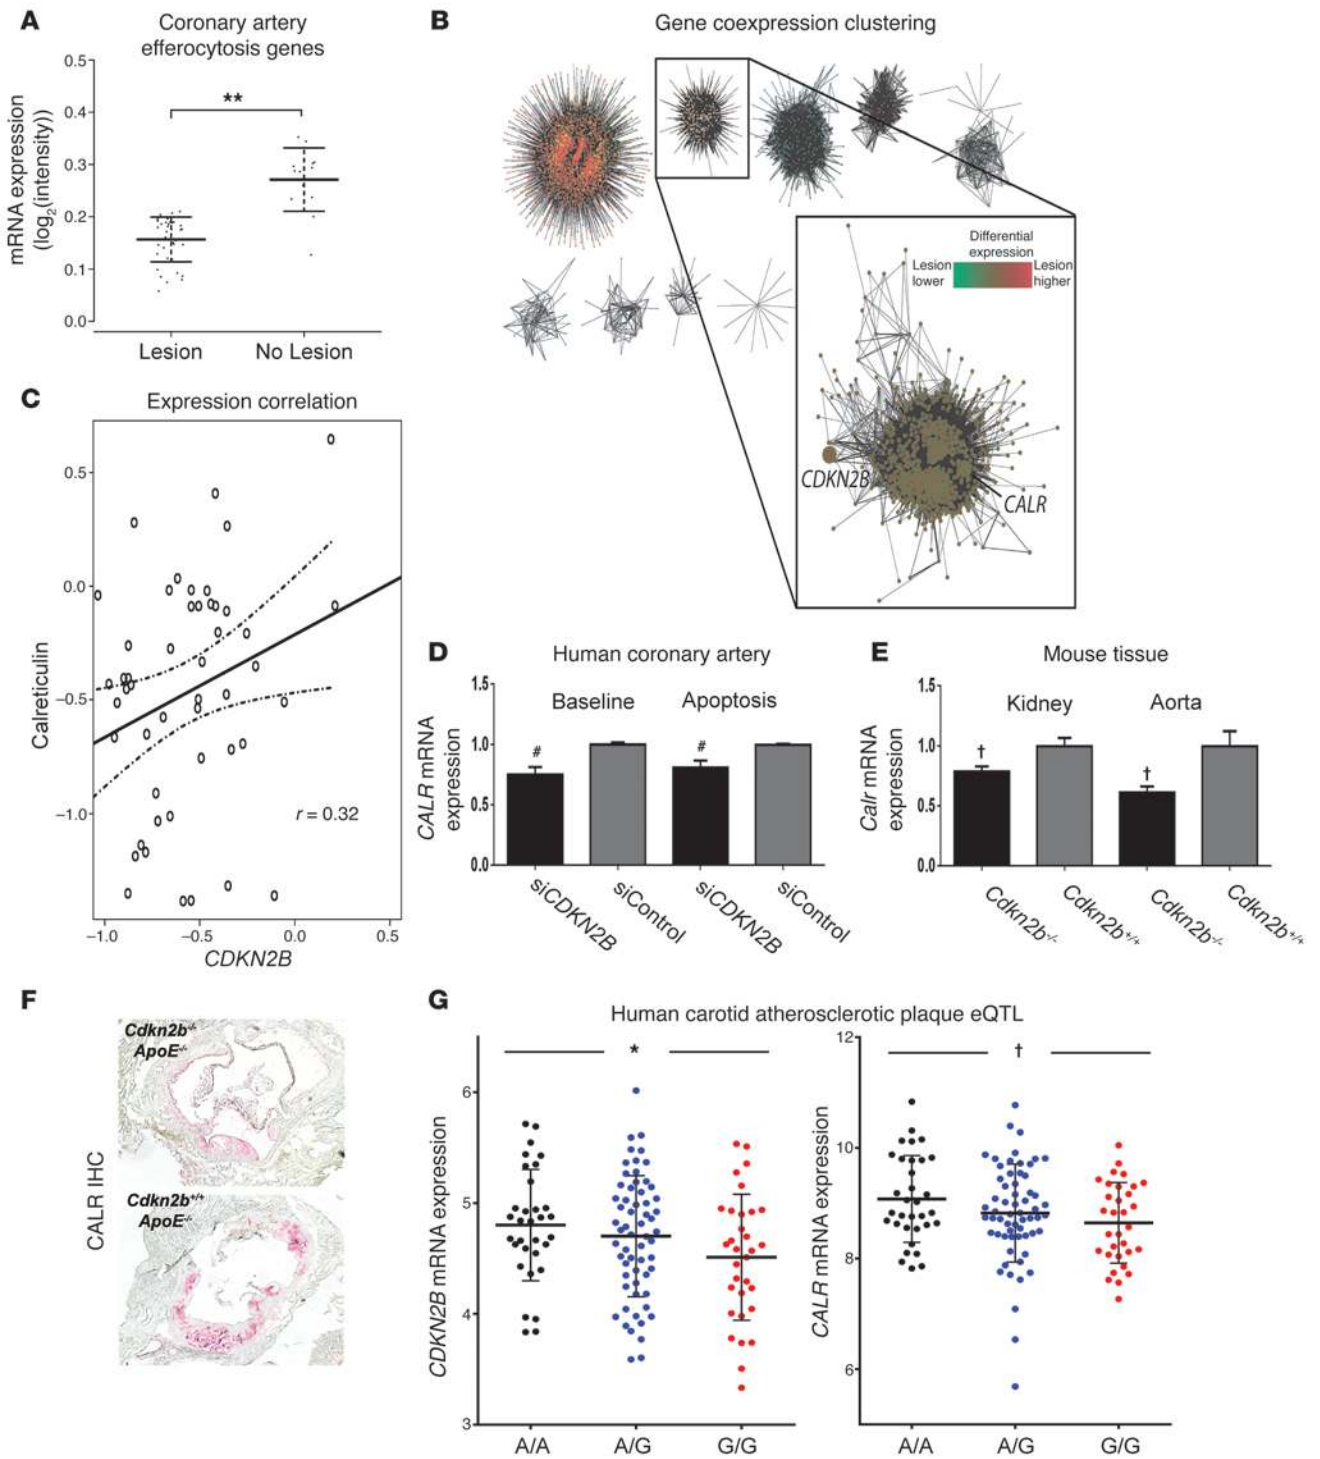 A
Coronary artery
efferocytosis genes
mRNA expression
(log2(intensity))
0.5
0.4
0.3
0.2
0.1
0.0
**
Lesion
No Lesion
B
Gene coexpression clustering
Differential
expression
Lesion
lower
Lesion
higher
CDKN2B
CALR
C
Expression correlation
Calreticulin
0.5
0.0
−0.5
−1.0
r = 0.32
−1.0
−0.5
0.0
0.5
CDKN2B
D
Human coronary artery
CALR mRNA
expression
1.5
1.0
0.5
0.0
Baseline
Apoptosis
#
#
siCDKN2B
siControl
siCDKN2B
siControl
E
Mouse tissue
Calr mRNA
expression
1.5
1.0
0.5
0.0
Kidney
Aorta
†
†
Cdkn2b-/-
Cdkn2b+/+
Cdkn2b-/-
Cdkn2b+/+
F
CALR IHC
Cdkn2b-/-
ApoE-/-
Cdkn2b+/+
ApoE-/-
G
Human carotid atherosclerotic plaque eQTL
CDKN2B mRNA expression
6
5
4
3
*
A/A
A/G
G/G
CALR mRNA expression
12
10
8
6
†
A/A
A/G
G/G